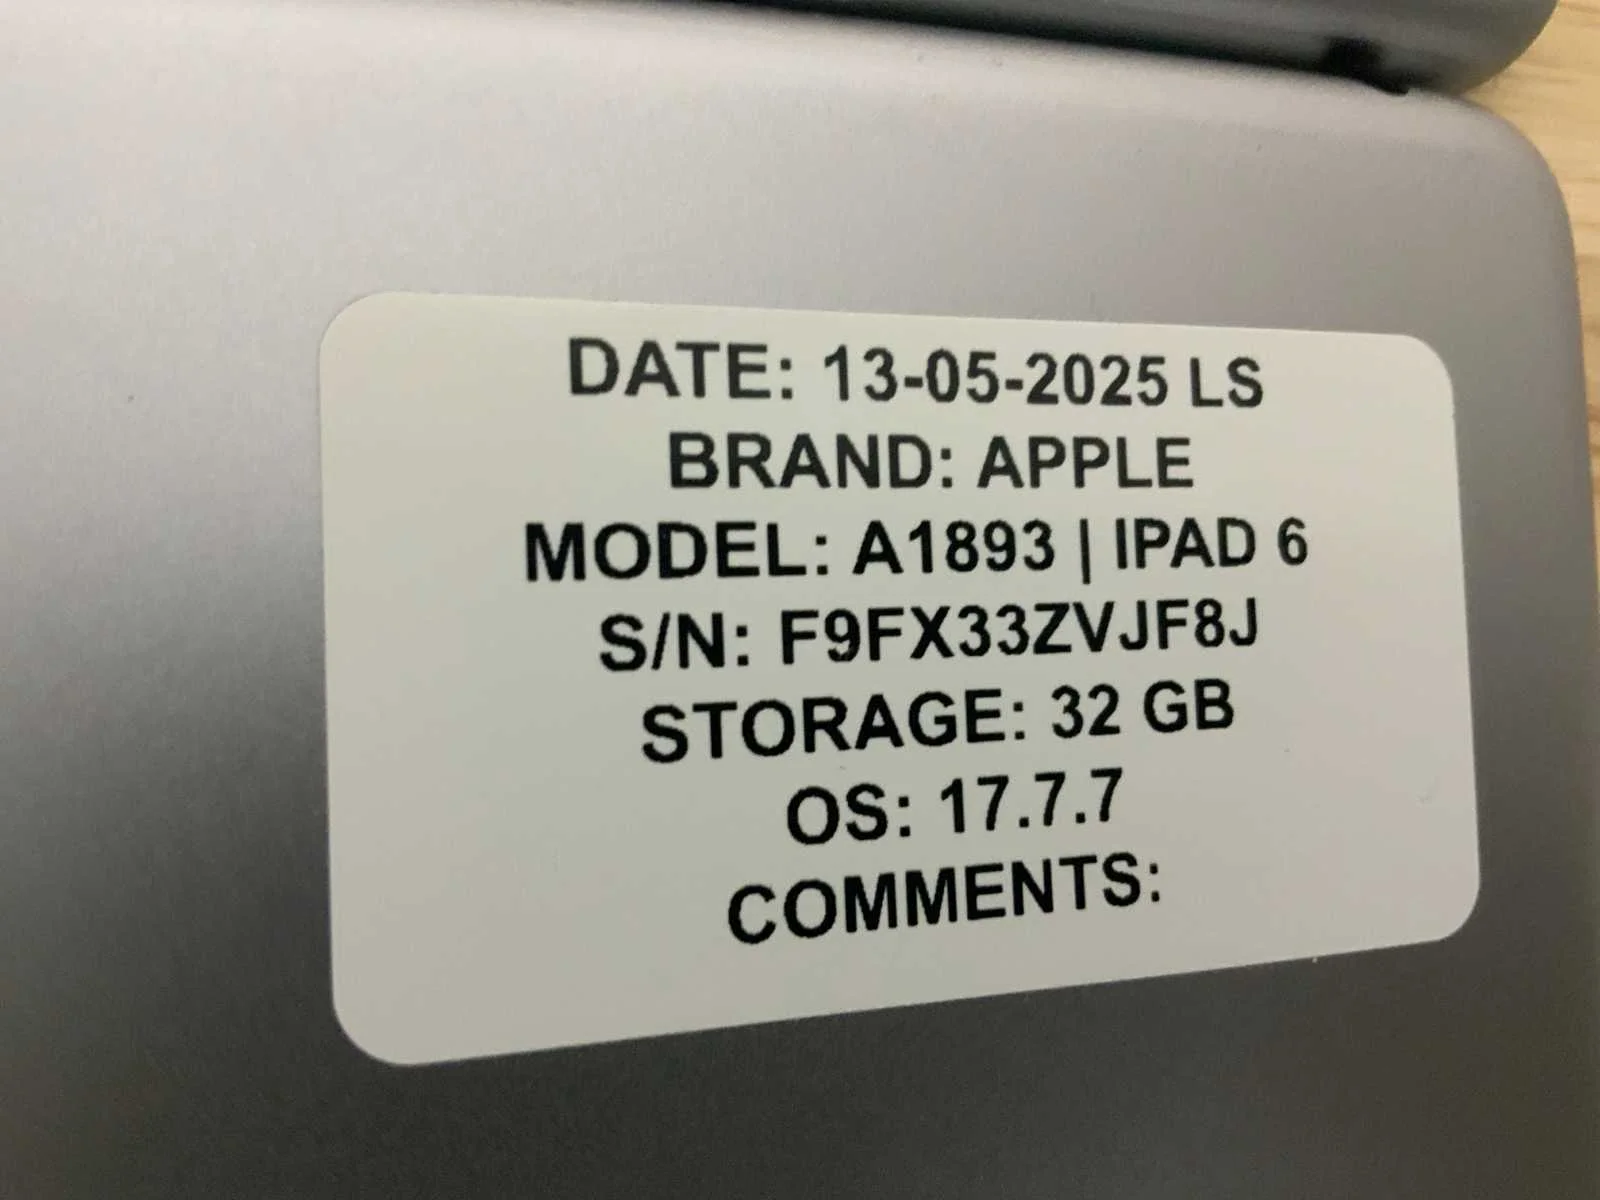 DATE: 13-05-2025 LS
BRAND: APPLE
MODEL: A1893 | IPAD 6
S/N: F9FX33ZVJF8J
STORAGE: 32 GB
OS: 17.7.7
COMMENTS: